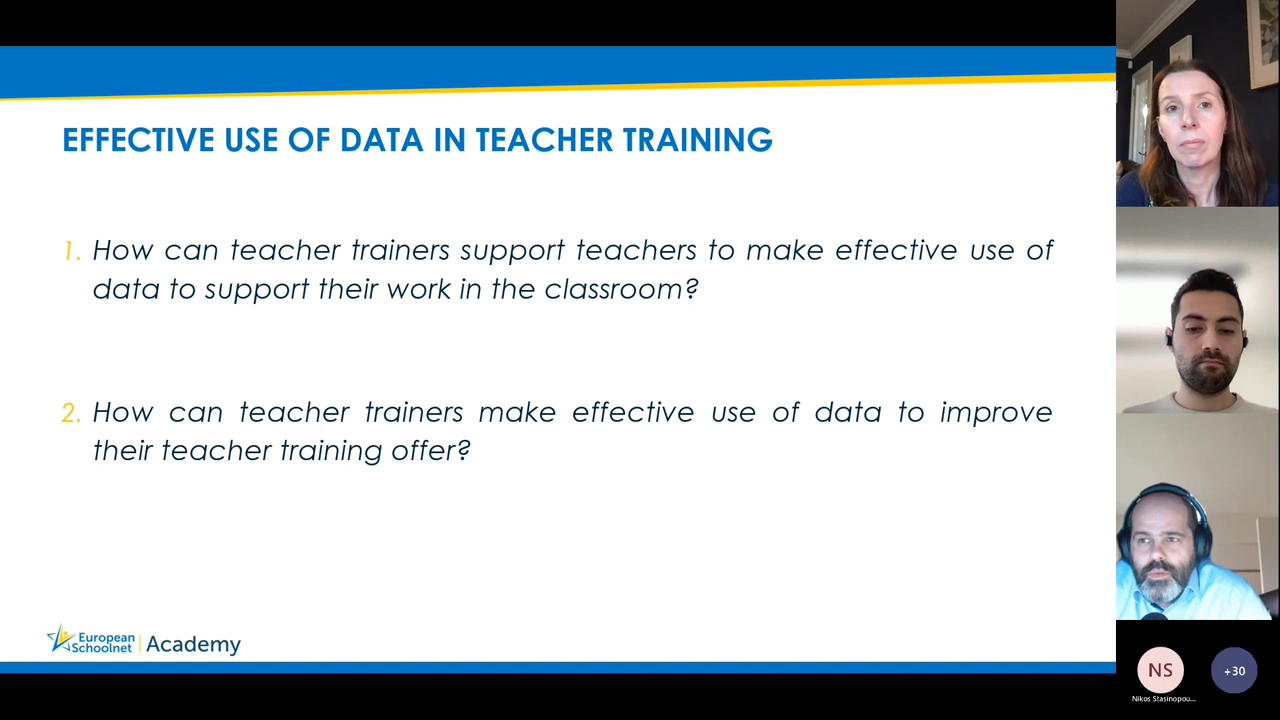 EFFECTIVE USE OF DATA IN TEACHER TRAINING
1. How can teacher trainers support teachers to make effective use of
data to support their work in the classroom?
2. How can teacher trainers make effective use of data to improve
their teacher training offer?
European
Schoolnet
Academy
NS
+30
Nikos Stasinopou...